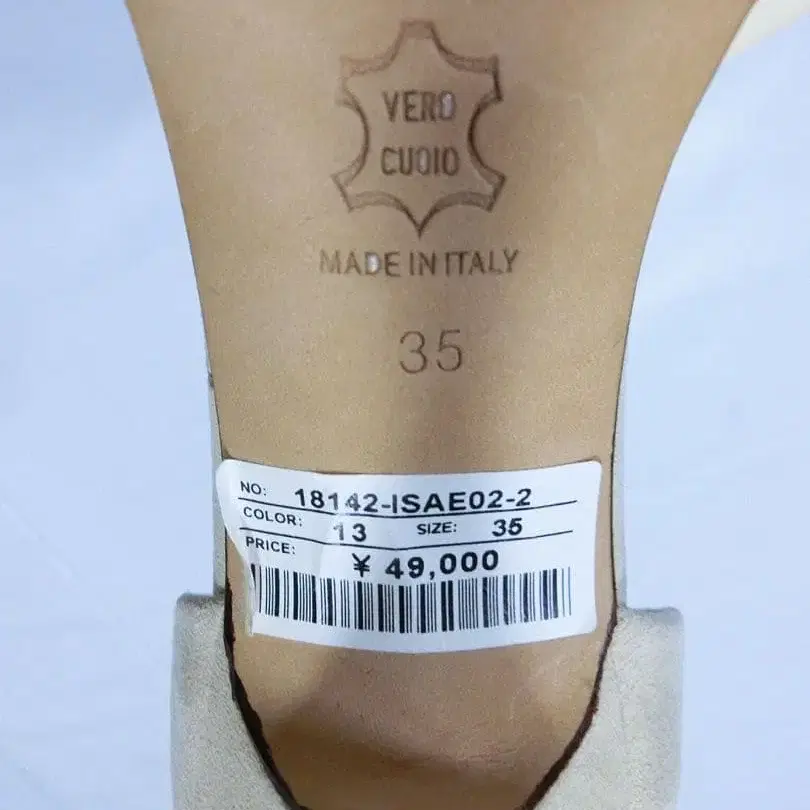 VERO
CUOIO
MADE IN ITALY
35
NO: 18142-ISAE02-2
COLOR: 13 SIZE: 35
PRICE: ¥ 49,000